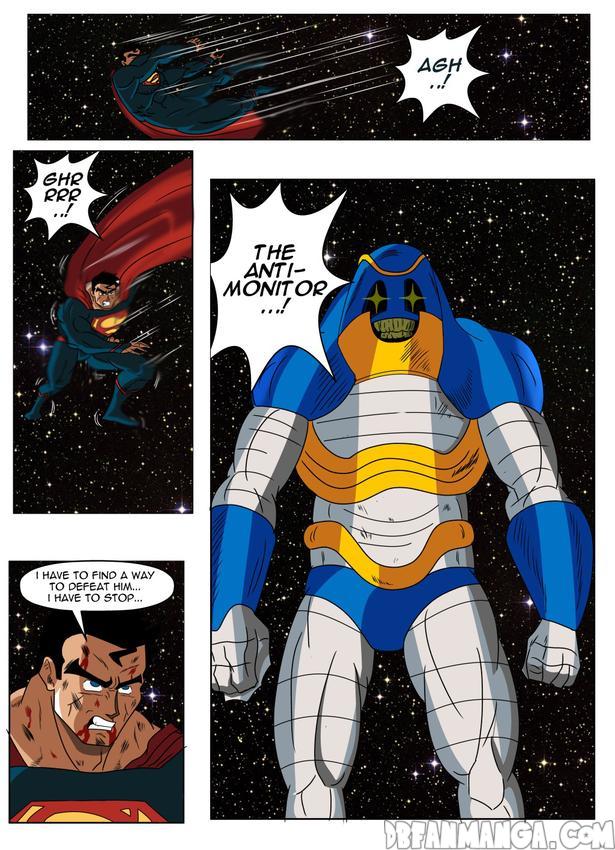 AGH
..!
GHR
RRR
..!
THE
ANTI-
MONITOR
...!
I HAVE TO FIND A WAY
TO DEFEAT HIM...
I HAVE TO STOP...
DBFANMANGA.COM